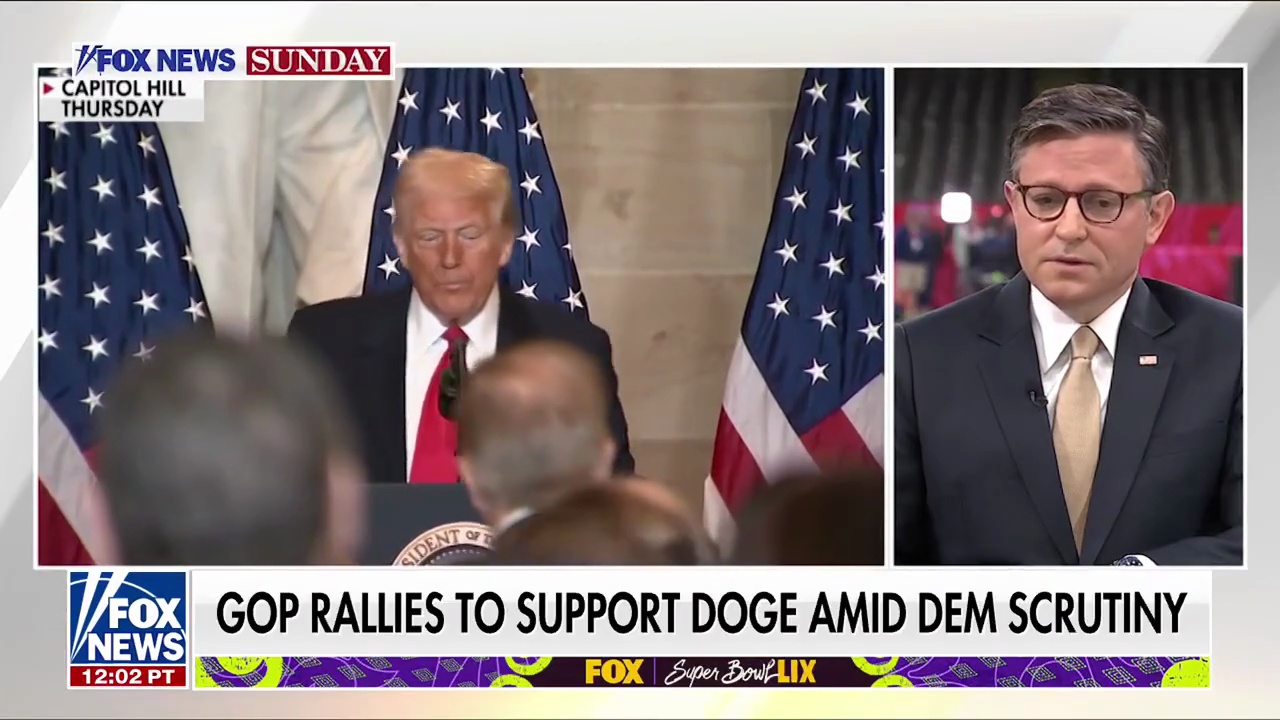 FOX NEWS SUNDAY
CAPITOL HILL
THURSDAY
SIDENT OF T
FOX
NEWS
12:02 PT
GOP RALLIES TO SUPPORT DOGE AMID DEM SCRUTINY
FOX Super Bowl LIX